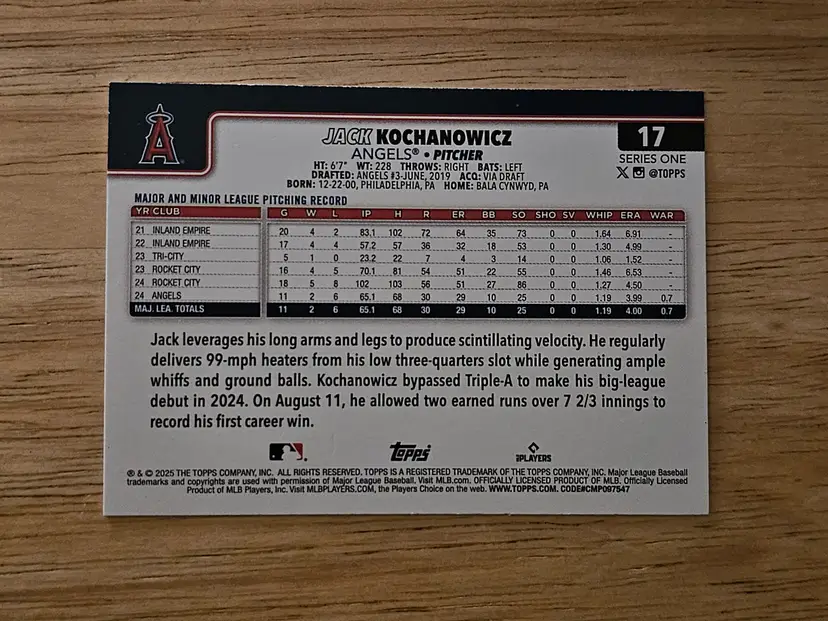 A
JACK KOCHANOWICZ
17
ANGELS® • PITCHER
SERIES ONE
HT: 6'7" WT: 228 THROWS: RIGHT BATS: LEFT
DRAFTED: ANGELS #3-JUNE, 2019 ACQ: VIA DRAFT
@TOPPS
BORN: 12-22-00, PHILADELPHIA, PA HOME: BALA CYNWYD, PA
MAJOR AND MINOR LEAGUE PITCHING RECORD
YR CLUB G W L IP H R ER BB SO SHO SV WHIP ERA WAR
21 INLAND EMPIRE 20 4 2 83.1 102 72 64 35 73 0 0 1.64 6.91 -
22 INLAND EMPIRE 17 4 4 57.2 57 36 32 18 53 0 0 1.30 4.99 -
23 TRI-CITY 5 1 0 23.2 22 7 4 3 14 0 0 1.06 1.52 -
23 ROCKET CITY 16 4 5 70.1 81 54 51 22 55 0 0 1.46 6.53 -
24 ROCKET CITY 18 5 8 102 103 56 51 27 86 0 0 1.27 4.50 -
24 ANGELS 11 2 6 65.1 68 30 29 10 25 0 0 1.19 3.99 0.7
MAJ. LEA. TOTALS 11 2 6 65.1 68 30 29 10 25 0 0 1.19 4.00 0.7
Jack leverages his long arms and legs to produce scintillating velocity. He regularly
delivers 99-mph heaters from his low three-quarters slot while generating ample
whiffs and ground balls. Kochanowicz bypassed Triple-A to make his big-league
debut in 2024. On August 11, he allowed two earned runs over 7 2/3 innings to
record his first career win.
Topps
PLAYERS
® & © 2025 THE TOPPS COMPANY, INC. ALL RIGHTS RESERVED. TOPPS IS A REGISTERED TRADEMARK OF THE TOPPS COMPANY, INC. Major League Baseball
trademarks and copyrights are used with permission of Major League Baseball. Visit MLB.com. OFFICIALLY LICENSED PRODUCT OF MLB. Officially Licensed
Product of MLB Players, Inc. Visit MLBPLAYERS.COM, the Players Choice on the web. WWW.TOPPS.COM. CODE#CMP097547